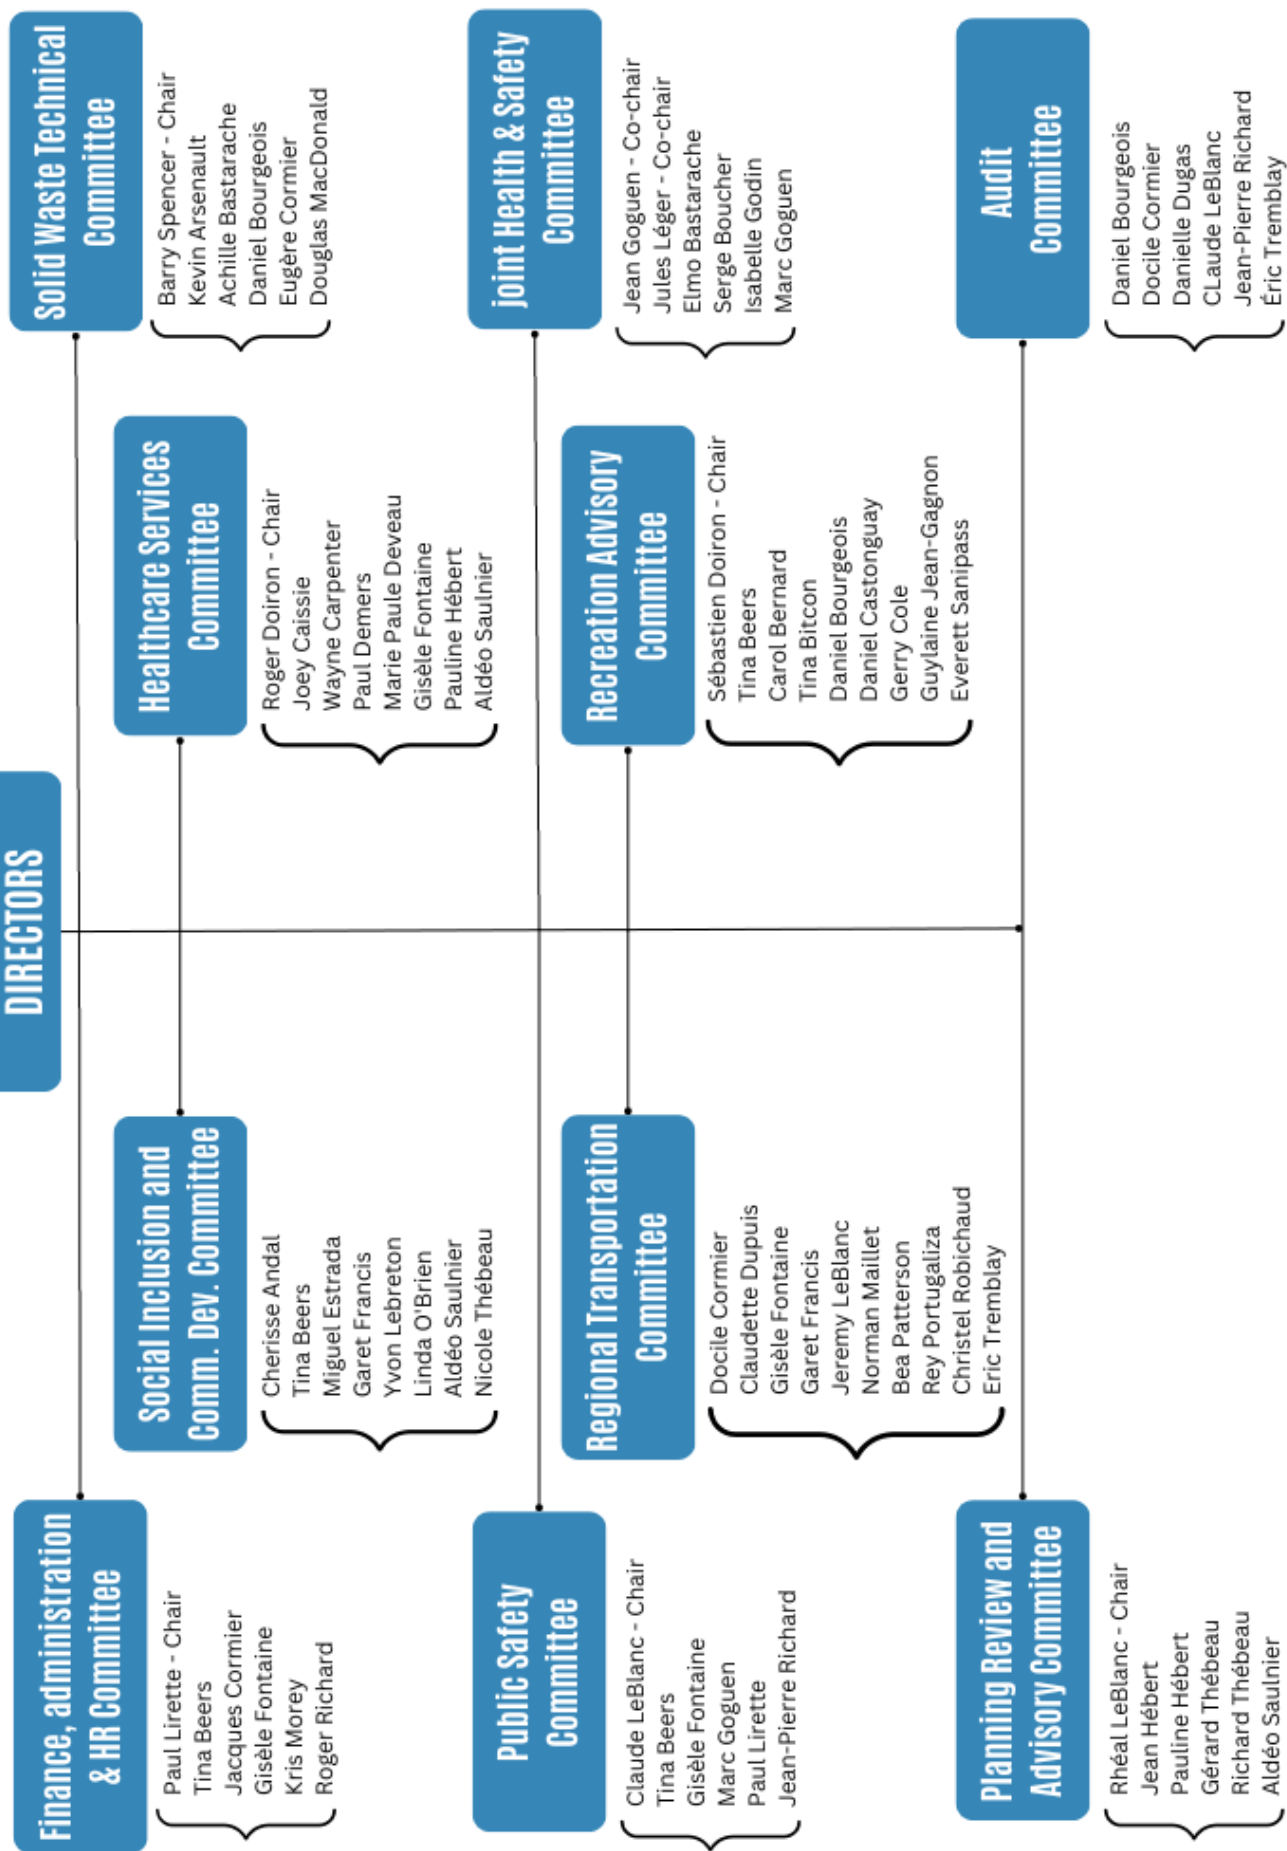 DIRECTORS
Finance, administration
& HR Committee
Paul Lirette - Chair
Tina Beers
Jacques Cormier
Gisèle Fontaine
Kris Morey
Roger Richard
Social Inclusion and
Comm. Dev. Committee
Cherisse Andal
Tina Beers
Miguel Estrada
Garet Francis
Yvon Lebreton
Linda O'Brien
Aldéo Saulnier
Nicole Thébeau
Healthcare Services
Committee
Roger Doiron - Chair
Joey Caissie
Wayne Carpenter
Paul Demers
Marie Paule Deveau
Gisèle Fontaine
Pauline Hébert
Aldéo Saulnier
Solid Waste Technical
Committee
Barry Spencer - Chair
Kevin Arsenault
Achille Bastarache
Daniel Bourgeois
Eugère Cormier
Douglas MacDonald
Public Safety
Committee
Claude LeBlanc - Chair
Tina Beers
Gisèle Fontaine
Marc Goguen
Paul Lirette
Jean-Pierre Richard
Regional Transportation
Committee
Docile Cormier
Claudette Dupuis
Gisèle Fontaine
Garet Francis
Jeremy LeBlanc
Norman Maillet
Bea Patterson
Rey Portugaliza
Christel Robichaud
Eric Tremblay
Recreation Advisory
Committee
Sébastien Doiron - Chair
Tina Beers
Carol Bernard
Tina Bitcon
Daniel Bourgeois
Daniel Castonguay
Gerry Cole
Guylaine Jean-Gagnon
Everett Sanipass
joint Health & Safety
Committee
Jean Goguen - Co-chair
Jules Léger - Co-chair
Elmo Bastarache
Serge Boucher
Isabelle Godin
Marc Goguen
Planning Review and
Advisory Committee
Rhéal LeBlanc - Chair
Jean Hébert
Pauline Hébert
Gérard Thébeau
Richard Thébeau
Aldéo Saulnier
Audit
Committee
Daniel Bourgeois
Docile Cormier
Danielle Dugas
CLaude LeBlanc
Jean-Pierre Richard
Éric Tremblay